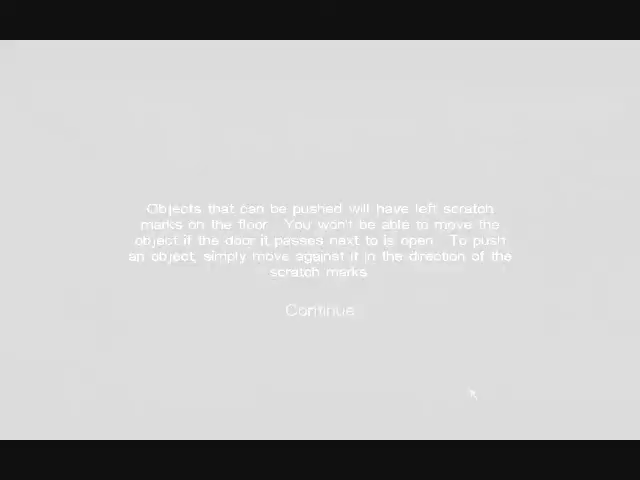 Objects that can be pushed will have left scratch
marks on the floor. You won't be able to move the
object if the door it passes next to is open. To push
an object, simply move against it in the direction of the
scratch marks.
Continue